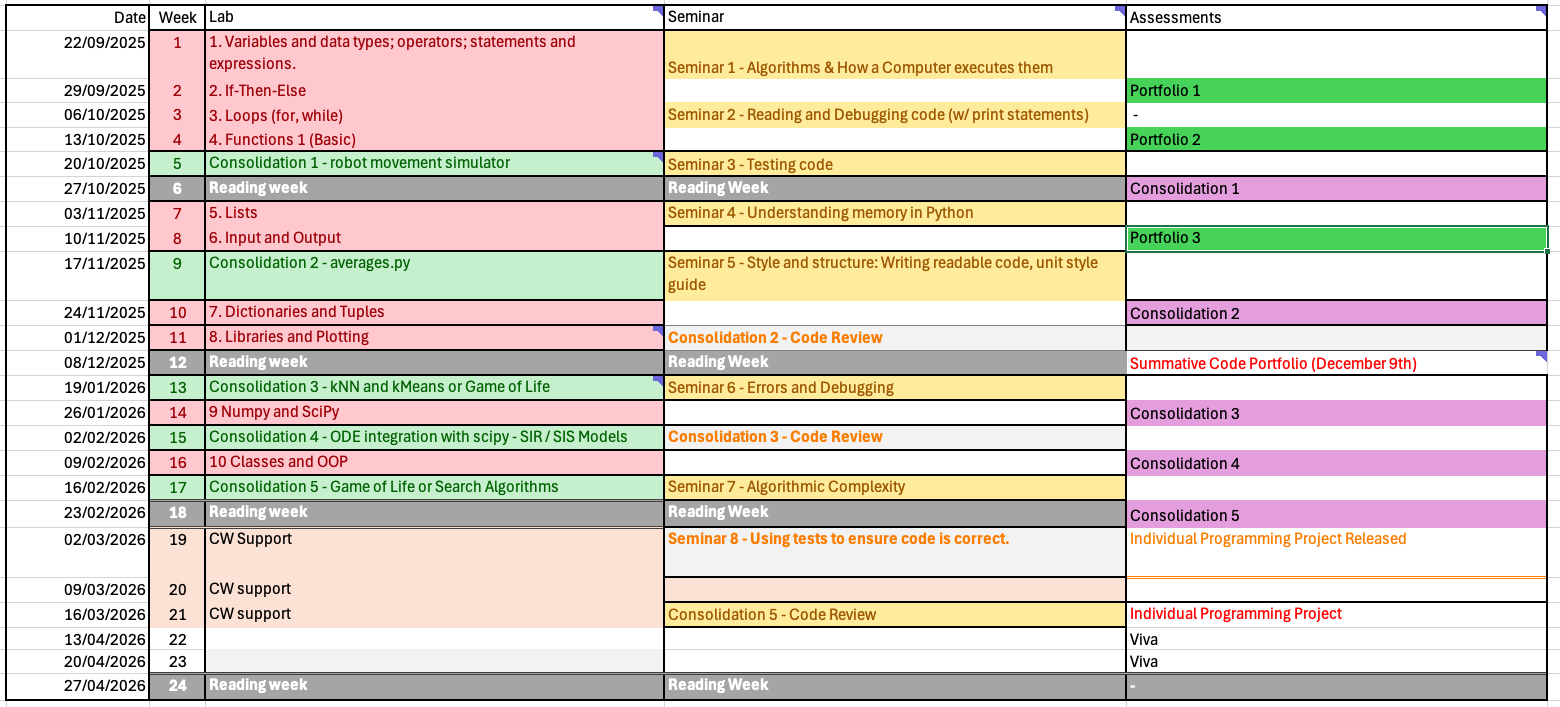 Date Week Lab Seminar Assessments
22/09/2025 1 1. Variables and data types; operators; statements and
expressions. Seminar 1 - Algorithms & How a Computer executes them
29/09/2025 2 2. If-Then-Else Portfolio 1
06/10/2025 3 3. Loops (for, while) Seminar 2 - Reading and Debugging code (w/ print statements) -
13/10/2025 4 4. Functions 1 (Basic) Portfolio 2
20/10/2025 5 Consolidation 1 - robot movement simulator Seminar 3 - Testing code
27/10/2025 6 Reading week Reading Week Consolidation 1
03/11/2025 7 5. Lists Seminar 4 - Understanding memory in Python
10/11/2025 8 6. Input and Output Portfolio 3
17/11/2025 9 Consolidation 2 - averages.py Seminar 5 - Style and structure: Writing readable code, unit style
guide
24/11/2025 10 7. Dictionaries and Tuples Consolidation 2
01/12/2025 11 8. Libraries and Plotting Consolidation 2 - Code Review
08/12/2025 12 Reading week Reading Week Summative Code Portfolio (December 9th)
19/01/2026 13 Consolidation 3 - kNN and kMeans or Game of Life Seminar 6 - Errors and Debugging
26/01/2026 14 9 Numpy and SciPy Consolidation 3
02/02/2026 15 Consolidation 4 - ODE integration with scipy - SIR / SIS Models Consolidation 3 - Code Review
09/02/2026 16 10 Classes and OOP Consolidation 4
16/02/2026 17 Consolidation 5 - Game of Life or Search Algorithms Seminar 7 - Algorithmic Complexity
23/02/2026 18 Reading week Reading Week Consolidation 5
02/03/2026 19 CW Support Seminar 8 - Using tests to ensure code is correct. Individual Programming Project Released
09/03/2026 20 CW support
16/03/2026 21 CW support Consolidation 5 - Code Review Individual Programming Project
13/04/2026 22 Viva
20/04/2026 23 Viva
27/04/2026 24 Reading week Reading Week -